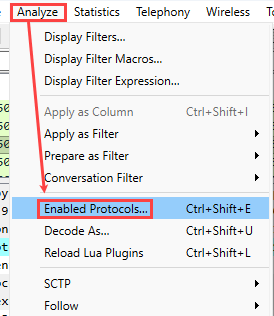 Analyze Statistics Telephony Wireless
Display Filters...
Display Filter Macros...
Display Filter Expression...
Apply as Column Ctrl+Shift+I
Apply as Filter
Prepare as Filter
Conversation Filter
Enabled Protocols... Ctrl+Shift+E
Decode As... Ctrl+Shift+U
Reload Lua Plugins Ctrl+Shift+L
SCTP
Follow